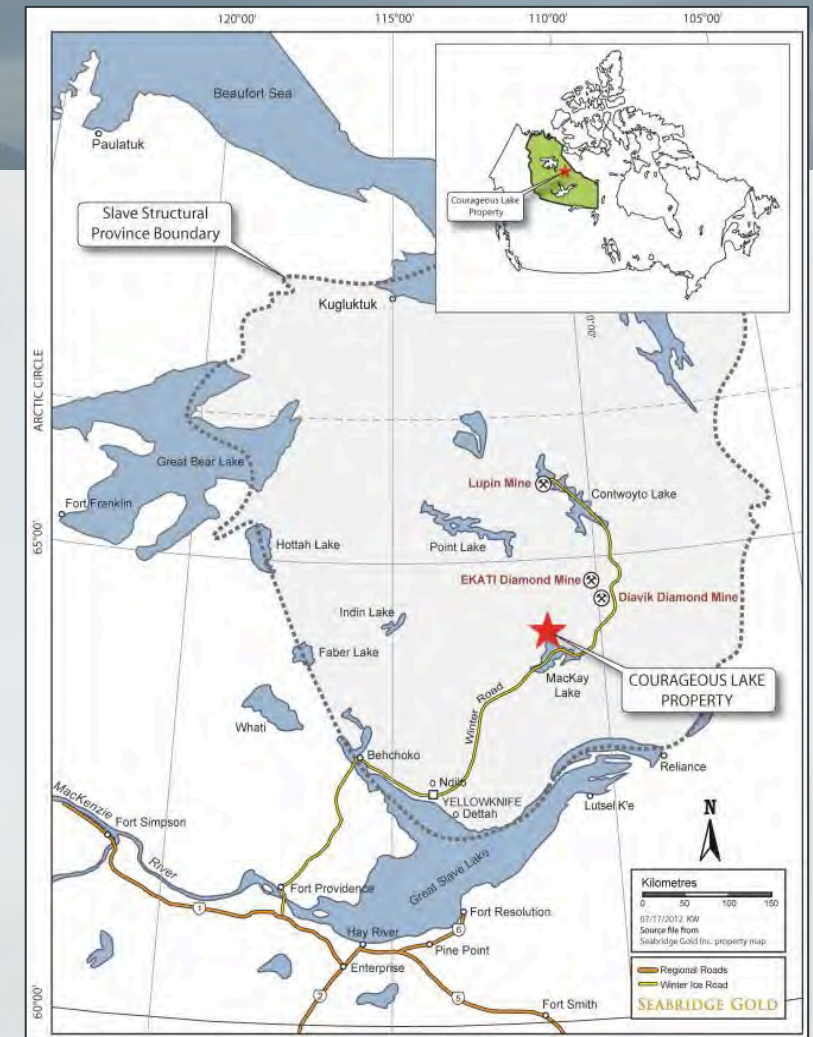 120°00'
115°00'
110°00'
105°00'
Beaufort Sea
Paulatuk
Courageous Lake
Property
Slave Structural
Province Boundary
Kugluktuk
ARCTIC CIRCLE
Great Bear Lake
Lupin Mine
Contwoyto Lake
Fort Franklin
65°00'
Hottah Lake
Point Lake
EKATI Diamond Mine
Diavik Diamond Mine
Indin Lake
Faber Lake
MacKay
Lake
COURAGEOUS LAKE
PROPERTY
Winter Road
Whati
Behchoko
Reliance
Ndilo
YELLOWKNIFE
Dettah
Lutsel K'e
MacKenzie
River
Fort Simpson
N
Great Slave Lake
Fort Providence
Kilometres
0 50 100 150
07/17/2012 KW
Source file from
Seabridge Gold Inc. property map
1
Fort Resolution
6
Hay River
Pine Point
Enterprise
2
5
Fort Smith
60°00'
Regional Roads
Winter Ice Road
SEABRIDGE GOLD